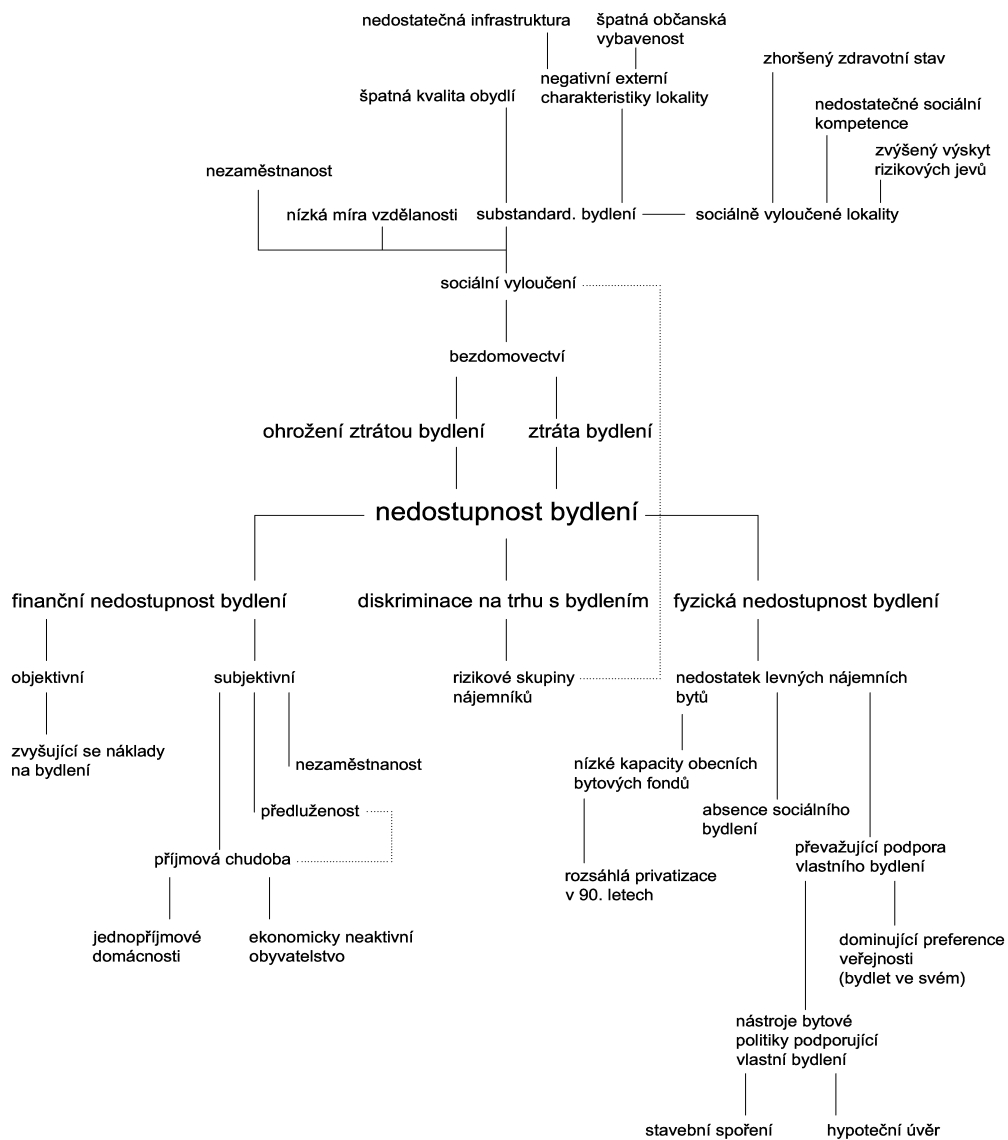 nedostatečná infrastruktura
špatná občanská
vybavenost
zhoršený zdravotní stav
negativní externí
charakteristiky lokality
špatná kvalita obydlí
nedostatečné sociální
kompetence
zvýšený výskyt
rizikových jevů
nezaměstnanost
nízká míra vzdělanosti
substandard. bydlení
sociálně vyloučené lokality
sociální vyloučení
bezdomovectví
ohrožení ztrátou bydlení
ztráta bydlení
nedostupnost bydlení
finanční nedostupnost bydlení
diskriminace na trhu s bydlením
fyzická nedostupnost bydlení
objektivní
subjektivní
rizikové skupiny
nájemníků
nedostatek levných nájemních
bytů
zvyšující se náklady
na bydlení
nezaměstnanost
nízké kapacity obecních
bytových fondů
předluženost
absence sociálního
bydlení
příjmová chudoba
převažující podpora
vlastního bydlení
rozsáhlá privatizace
v 90. letech
jednopříjmové
domácnosti
ekonomicky neaktivní
obyvatelstvo
dominující preference
veřejnosti
(bydlet ve svém)
nástroje bytové
politiky podporující
vlastní bydlení
stavební spoření
hypoteční úvěr